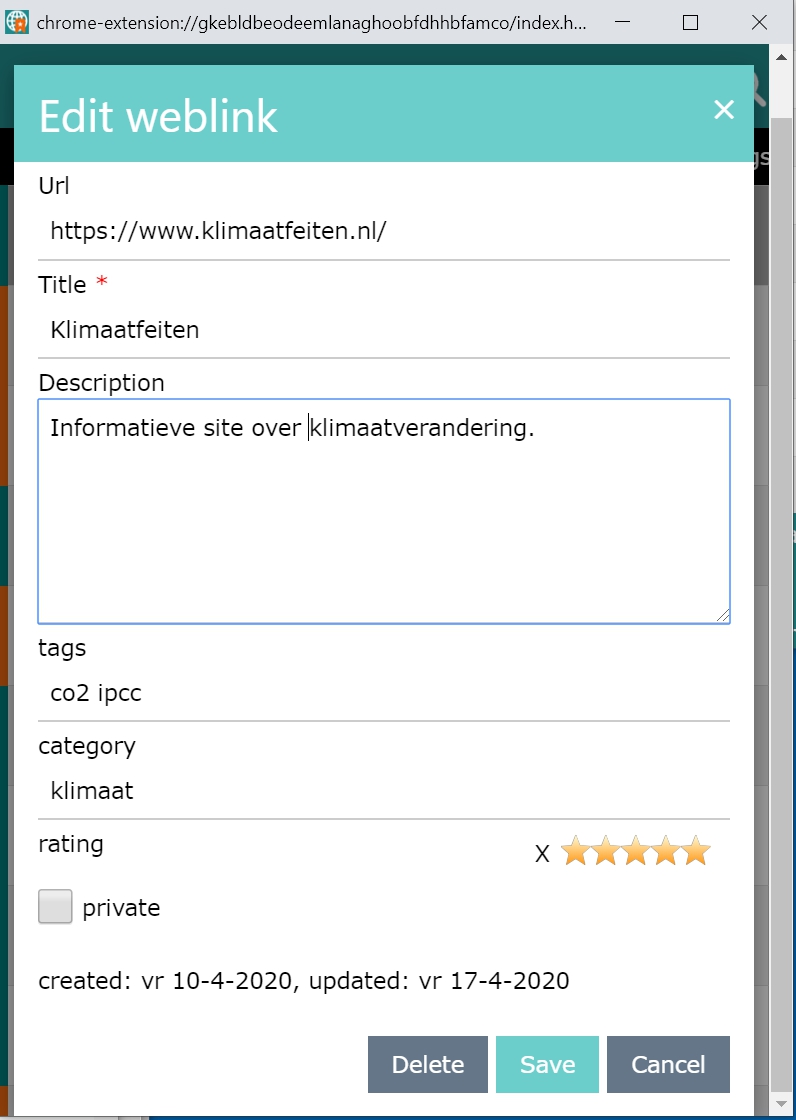 chrome-extension://gkebldbeodeemlanaghoobfdhhbfamco/index.h...
Edit weblink
Url
https://www.klimaatfeiten.nl/
Title *
Klimaatfeiten
Description
Informatieve site over klimaatverandering.
tags
co2 ipcc
category
klimaat
rating
X
private
created: vr 10-4-2020, updated: vr 17-4-2020
Delete Save Cancel